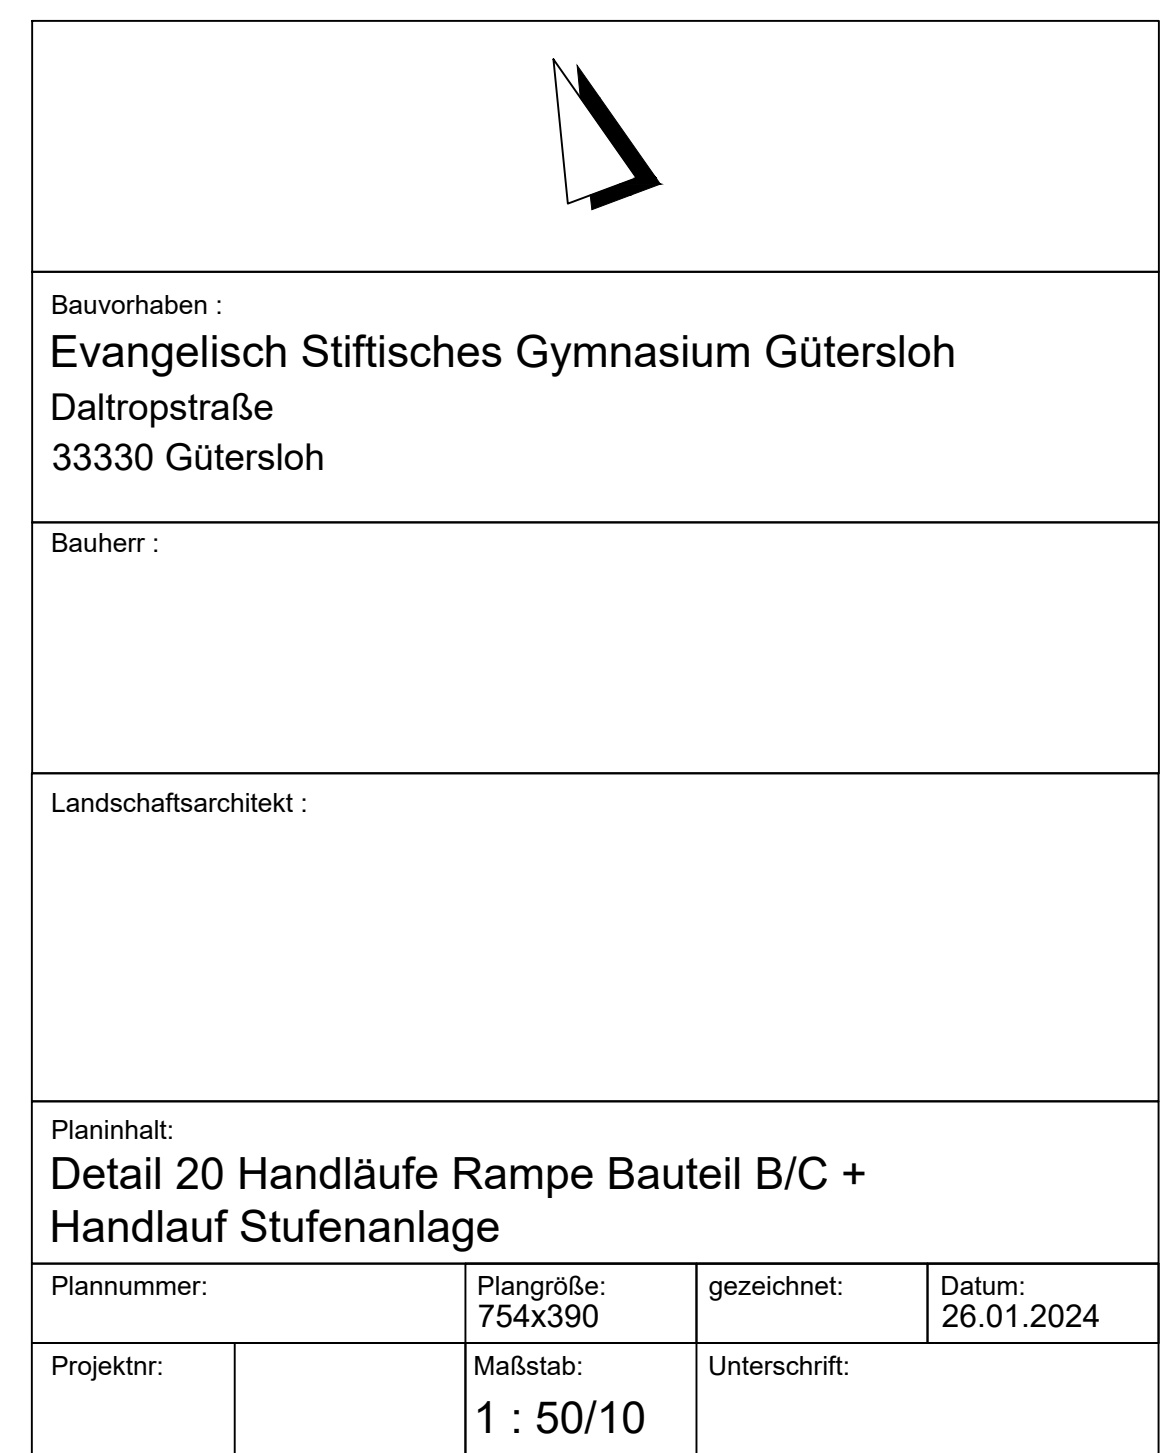 Bauvorhaben :
Evangelisch Stiftisches Gymnasium Gütersloh
Daltropstraße
33330 Gütersloh
Bauherr :
Landschaftsarchitekt :
Planinhalt:
Detail 20 Handläufe Rampe Bauteil B/C +
Handlauf Stufenanlage
Plannummer:
Plangröße:
754x390
gezeichnet:
Datum:
26.01.2024
Projektnr:
Maßstab:
1 : 50/10
Unterschrift: